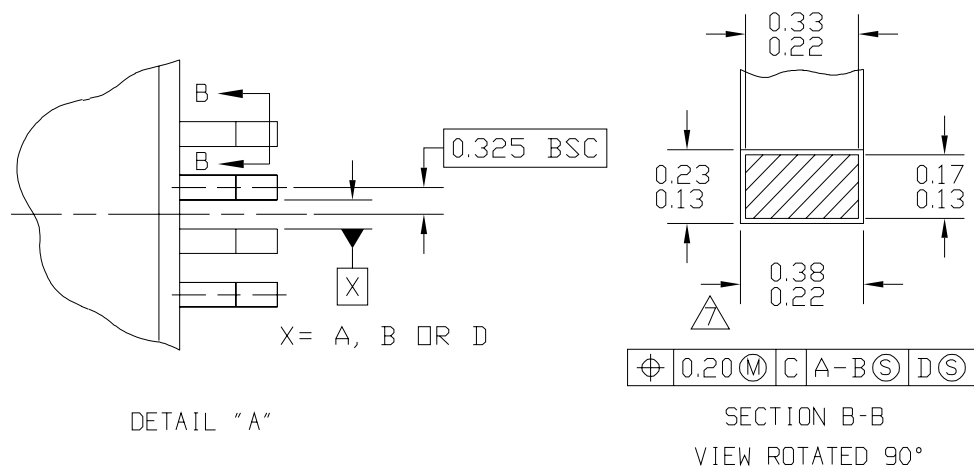 0.33
0.22
B
B
0.325 BSC
X
X= A, B OR D
DETAIL "A"
0.23
0.13
0.17
0.13
0.38
0.22
7
⌖ 0.20 Ⓜ C A-B Ⓢ D Ⓢ
SECTION B-B
VIEW ROTATED 90°